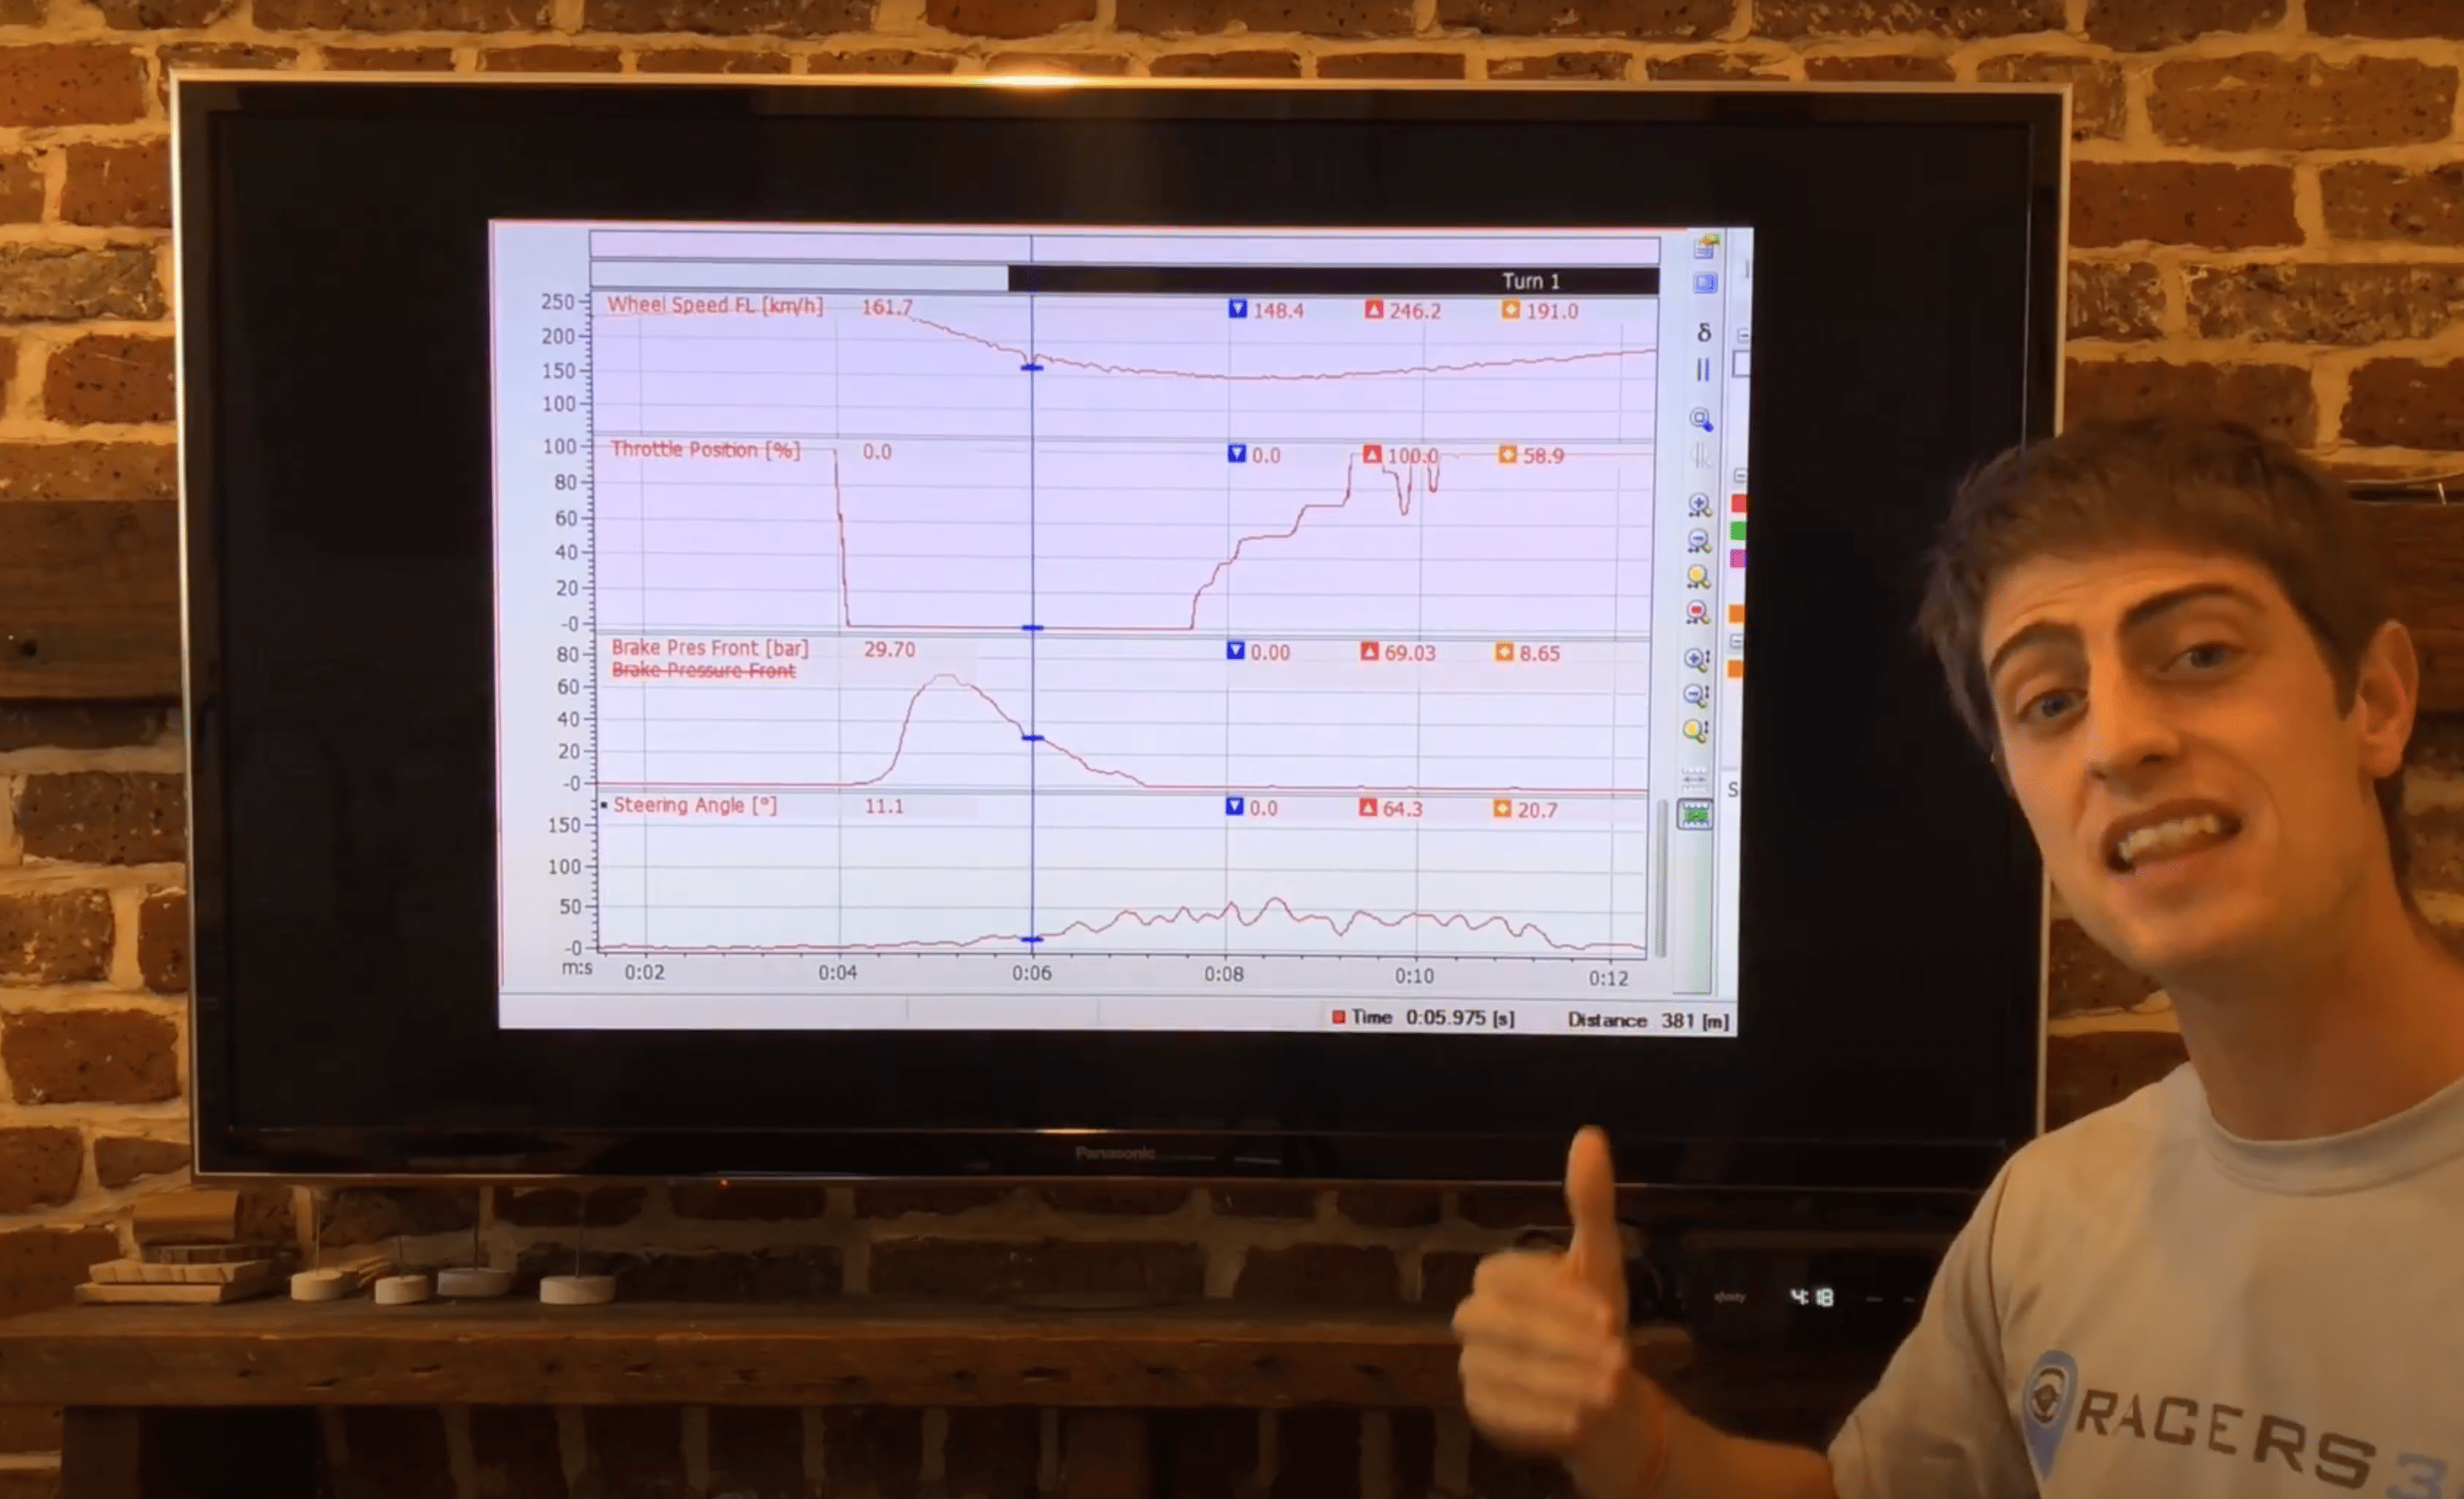 Turn 1
250 Wheel Speed FL [km/h] 161.7 148.4 246.2 191.0
200
150
100
100 Throttle Position [%] 0.0 0.0 100.0 58.9
80
60
40
20
-0
80 Brake Pres Front [bar] 29.70 0.00 69.03 8.65
Brake Pressure Front
60
40
20
-0
Steering Angle [°] 11.1 0.0 64.3 20.7
150
100
50
-0
m:s 0:02 0:04 0:06 0:08 0:10 0:12
Time 0:05.975 [s] Distance 381 [m]
δ
S
Panasonic
xfinity 4:18
RACERS 3